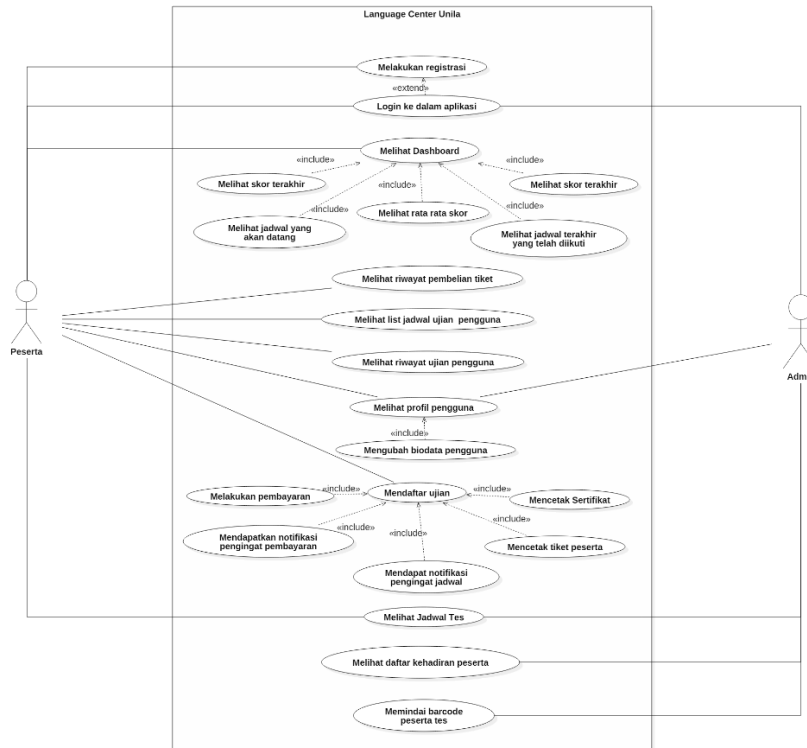 Language Center Unila
Melakukan registrasi
«extend»
Login ke dalam aplikasi
Melihat Dashboard
«include»
«include»
Melihat skor terakhir
Melihat skor terakhir
«include»
«include»
Melihat rata rata skor
Melihat jadwal yang
akan datang
Melihat jadwal terakhir
yang telah diikuti
Melihat riwayat pembelian tiket
Melihat list jadwal ujian pengguna
Peserta
Melihat riwayat ujian pengguna
Adm
Melihat profil pengguna
«include»
Mengubah biodata pengguna
Melakukan pembayaran
«include»
Mendaftar ujian
«include»
Mencetak Sertifikat
«include»
«include»
Mendapatkan notifikasi
pengingat pembayaran
«include»
Mencetak tiket peserta
Mendapat notifikasi
pengingat jadwal
Melihat Jadwal Tes
Melihat daftar kehadiran peserta
Memindai barcode
peserta tes